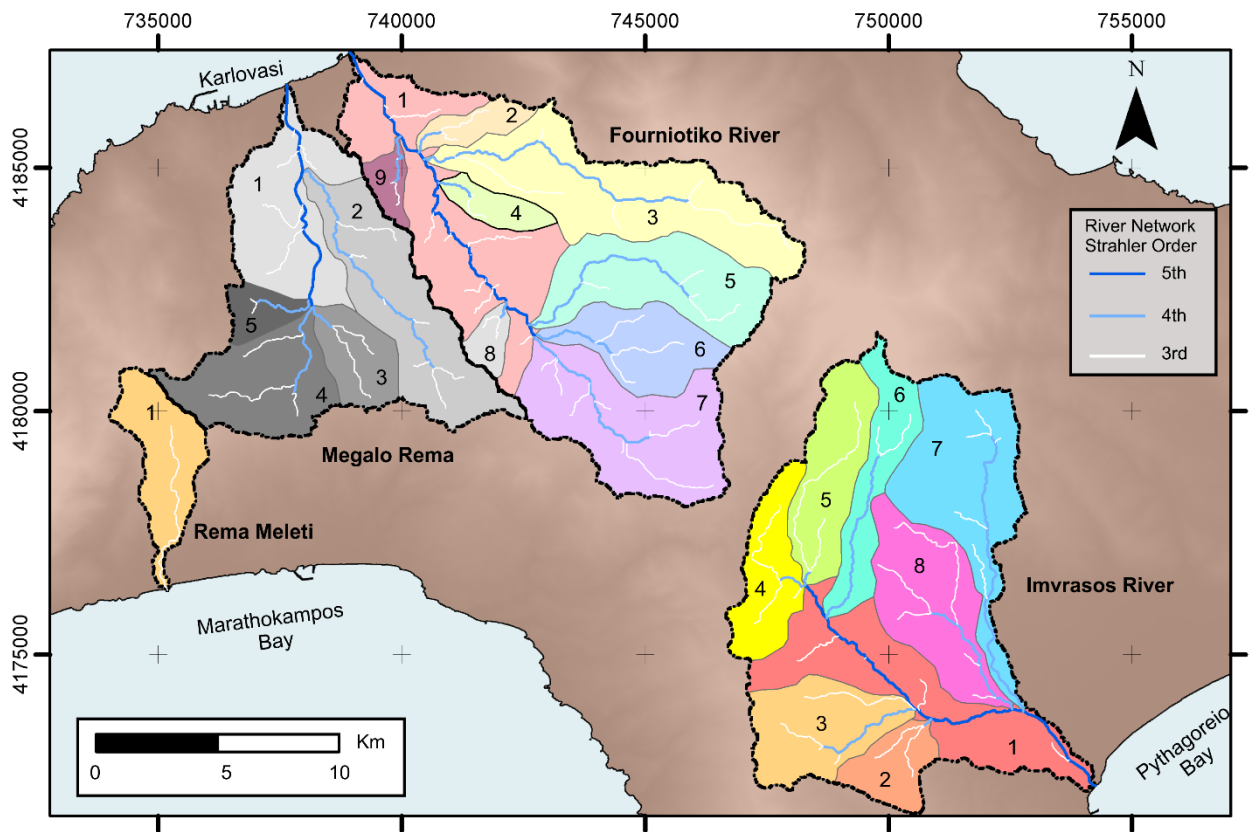 735000 740000 745000 750000 755000
Karlovasi
N
1
2
Fourniotiko River
4185000
9
1
2
4
3
River Network
Strahler Order
5th
4th
3rd
5
5
8
6
3
4
7
4180000
1
6
7
Megalo Rema
5
Rema Meleti
8
4
Imvrasos River
Marathokampos
Bay
4175000
3
1
2
Pythagoreio
Bay
Km
0 5 10